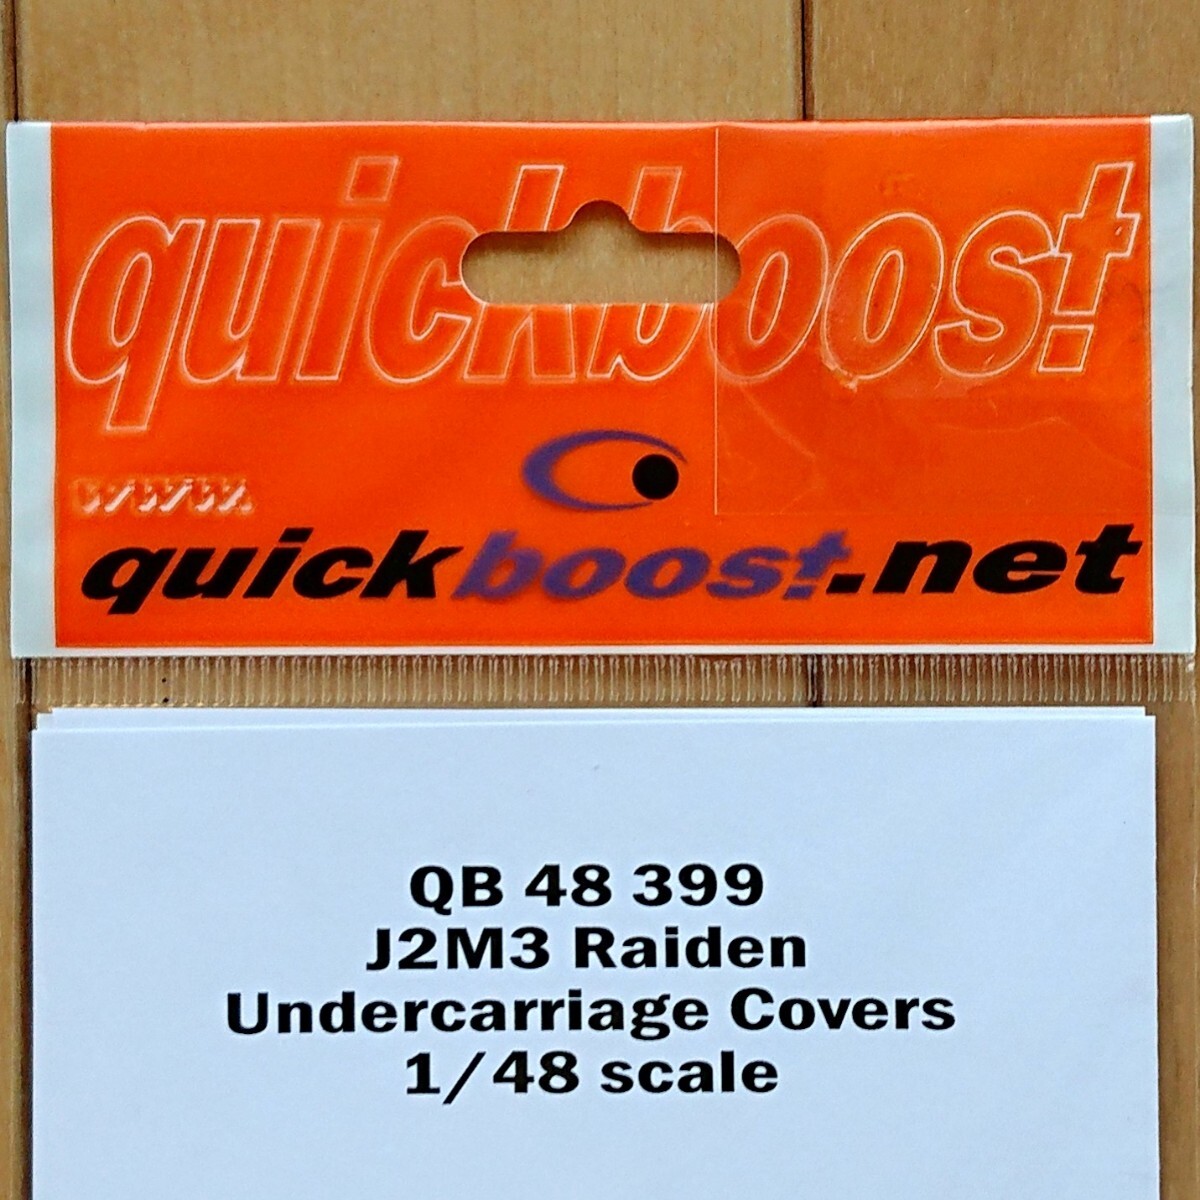 quickboost
www.
quickboost.net
QB 48 399
J2M3 Raiden
Undercarriage Covers
1/48 scale